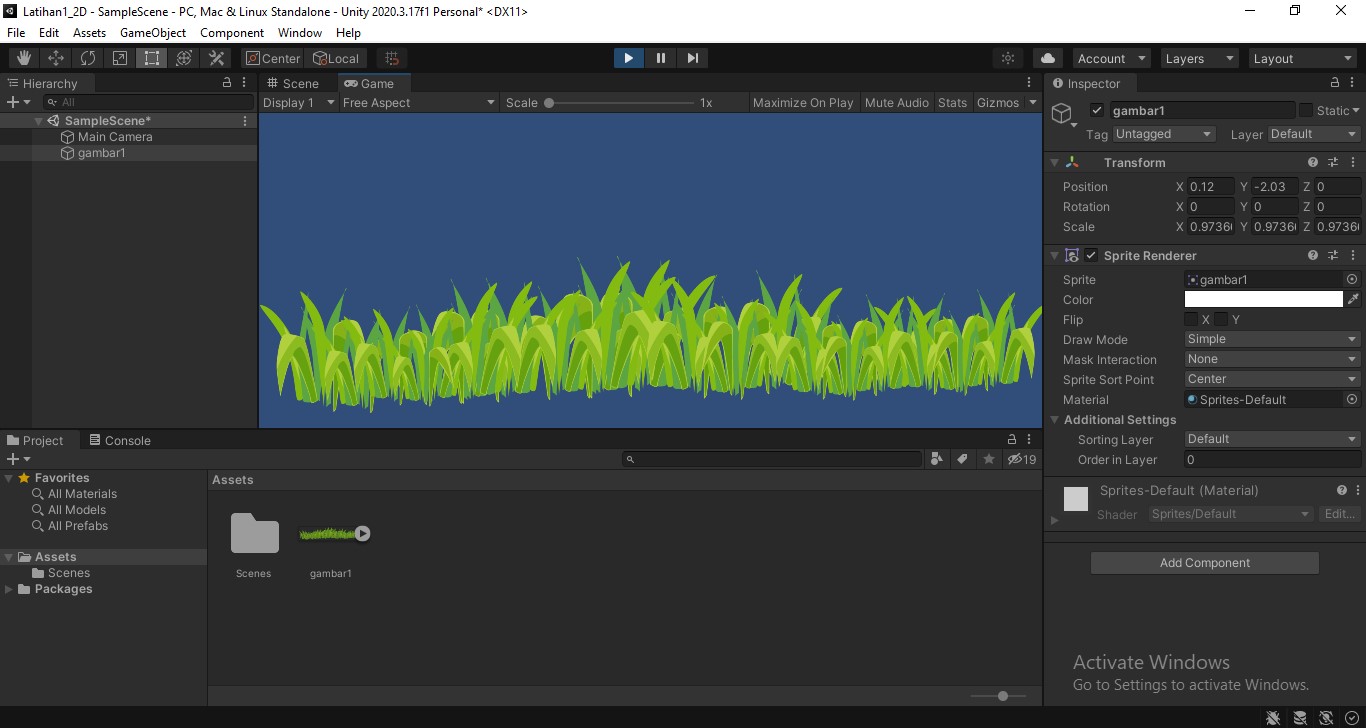 Latihan1_2D - SampleScene - PC, Mac & Linux Standalone - Unity 2020.3.17f1 Personal* <DX11>
File Edit Assets GameObject Component Window Help
Center Local Account Layers Layout
Hierarchy
All
SampleScene*
Main Camera
gambar1
Scene Game
Display 1 Free Aspect Scale 1x Maximize On Play Mute Audio Stats Gizmos
Inspector
gambar1 Static
Tag Untagged Layer Default
Transform
Position X 0.12 Y -2.03 Z 0
Rotation X 0 Y 0 Z 0
Scale X 0.9736 Y 0.9736 Z 0.9736
Sprite Renderer
Sprite gambar1
Color
Flip X Y
Draw Mode Simple
Mask Interaction None
Sprite Sort Point Center
Material Sprites-Default
Additional Settings
Sorting Layer Default
Order in Layer 0
Sprites-Default (Material)
Shader Sprites/Default Edit...
Add Component
Project Console
19
Favorites
All Materials
All Models
All Prefabs
Assets
Scenes
Packages
Assets
Scenes gambar1
Activate Windows
Go to Settings to activate Windows.